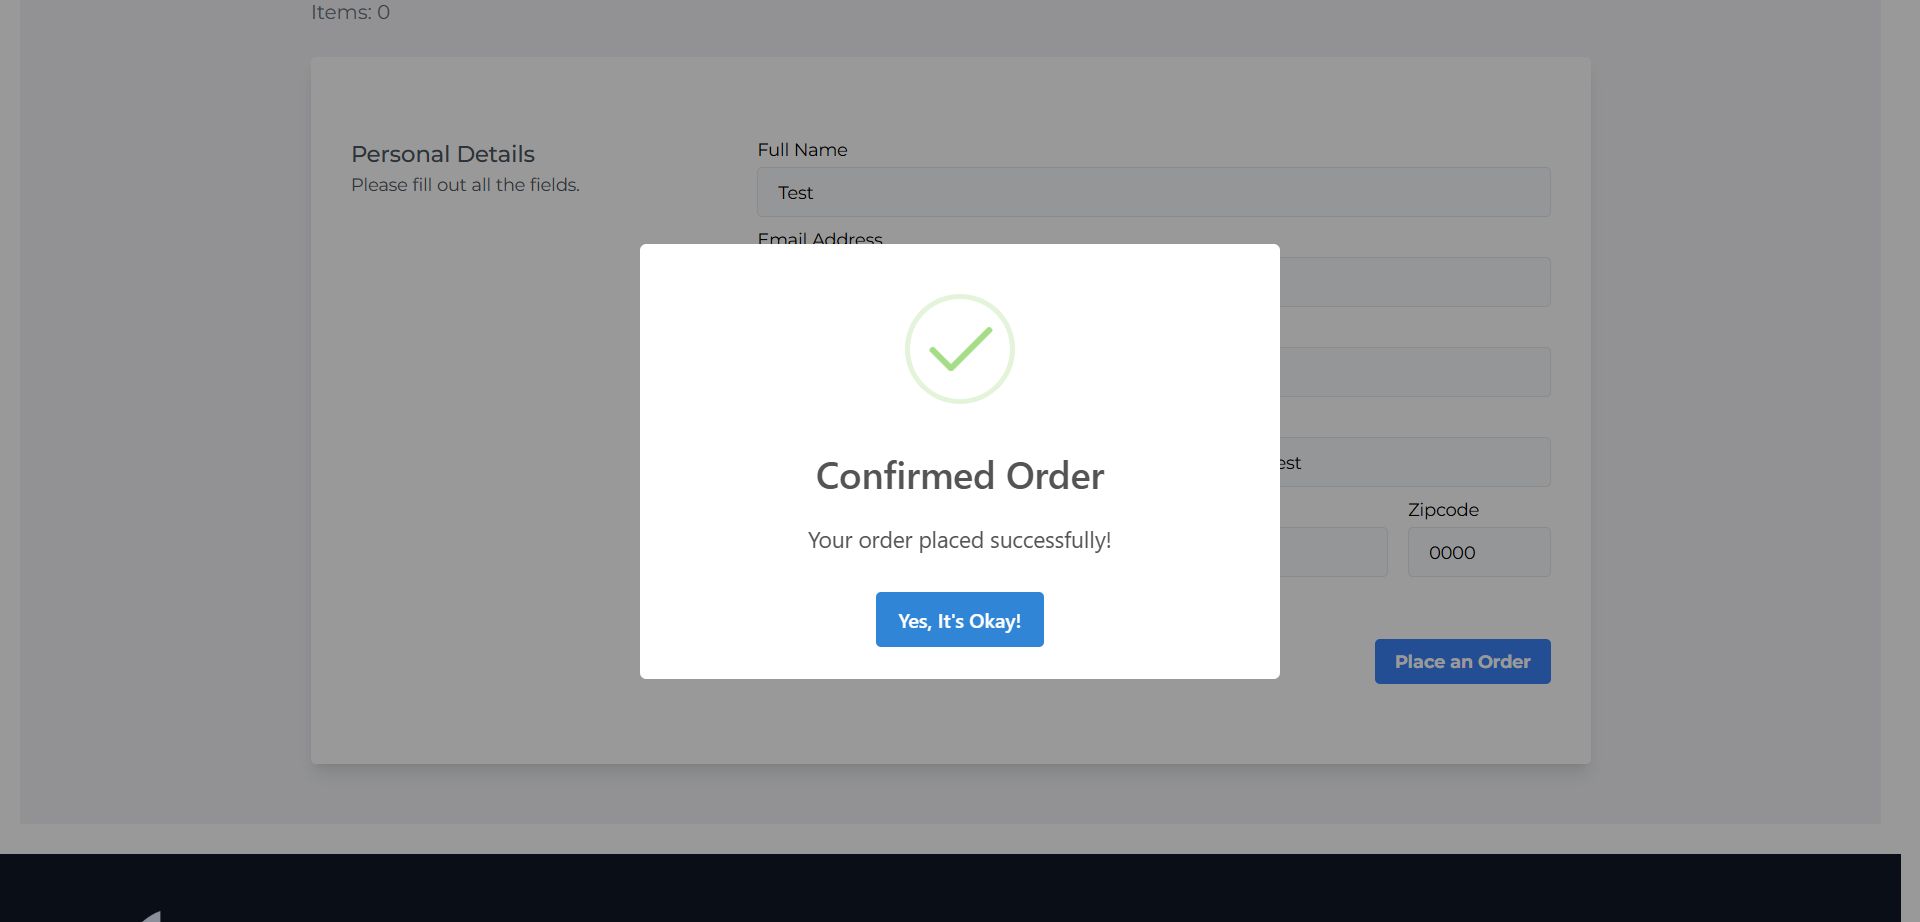 Items: 0
Personal Details
Please fill out all the fields.
Full Name
Test
Email Address
Confirmed Order
Your order placed successfully!
Yes, It's Okay!
Zipcode
0000
Place an Order